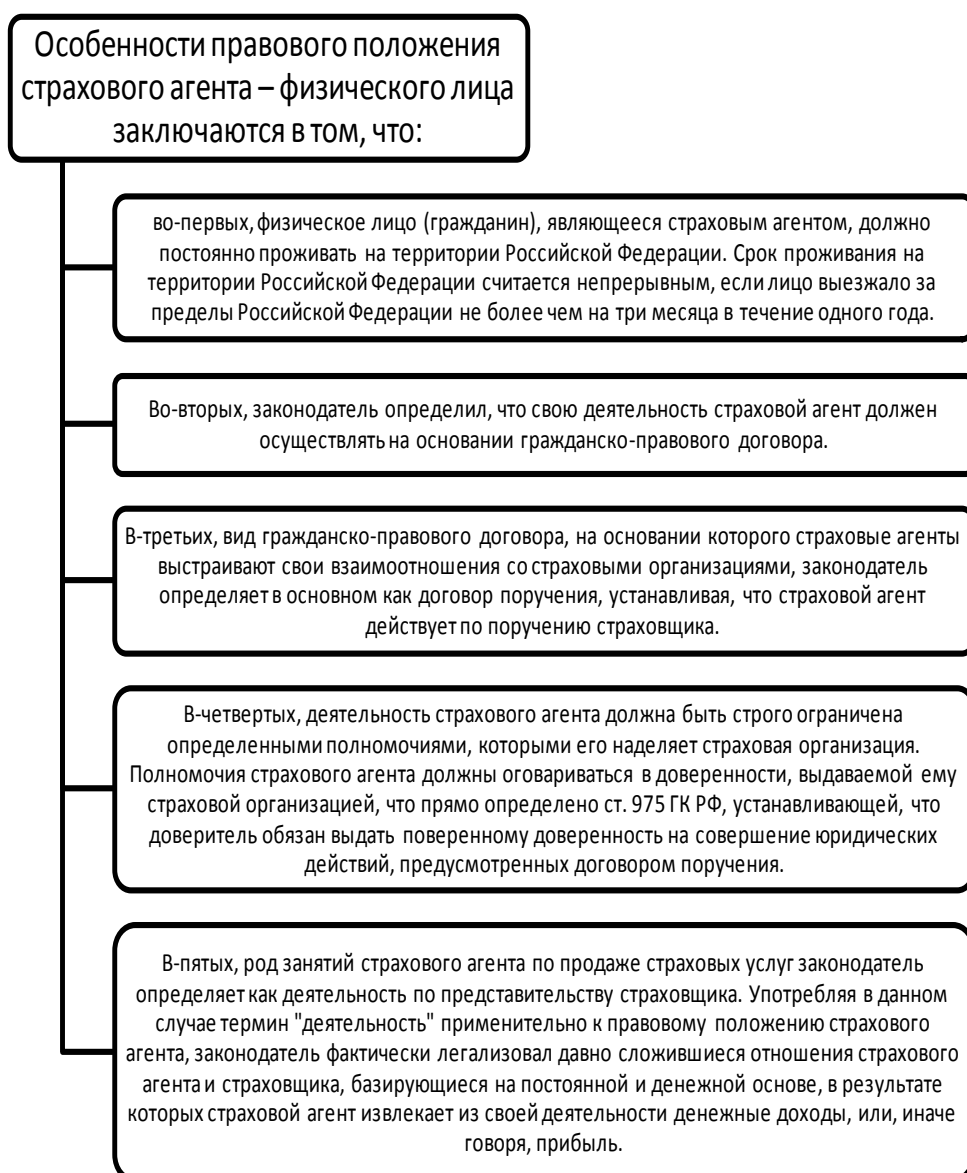 Особенности правового положения
страхового агента – физического лица
заключаются в том, что:
во-первых, физическое лицо (гражданин), являющееся страховым агентом, должно
постоянно проживать на территории Российской Федерации. Срок проживания на
территории Российской Федерации считается непрерывным, если лицо выезжало за
пределы Российской Федерации не более чем на три месяца в течение одного года.
Во-вторых, законодатель определил, что свою деятельность страховой агент должен
осуществлять на основании гражданско-правового договора.
В-третьих, вид гражданско-правового договора, на основании которого страховые агенты
выстраивают свои взаимоотношения со страховыми организациями, законодатель
определяет в основном как договор поручения, устанавливая, что страховой агент
действует по поручению страховщика.
В-четвертых, деятельность страхового агента должна быть строго ограничена
определенными полномочиями, которыми его наделяет страховая организация.
Полномочия страхового агента должны оговариваться в доверенности, выдаваемой ему
страховой организацией, что прямо определено ст. 975 ГК РФ, устанавливающей, что
доверитель обязан выдать поверенному доверенность на совершение юридических
действий, предусмотренных договором поручения.
В-пятых, род занятий страхового агента по продаже страховых услуг законодатель
определяет как деятельность по представительству страховщика. Употребляя в данном
случае термин "деятельность" применительно к правовому положению страхового
агента, законодатель фактически легализовал давно сложившиеся отношения страхового
агента и страховщика, базирующиеся на постоянной и денежной основе, в результате
которых страховой агент извлекает из своей деятельности денежные доходы, или, иначе
говоря, прибыль.